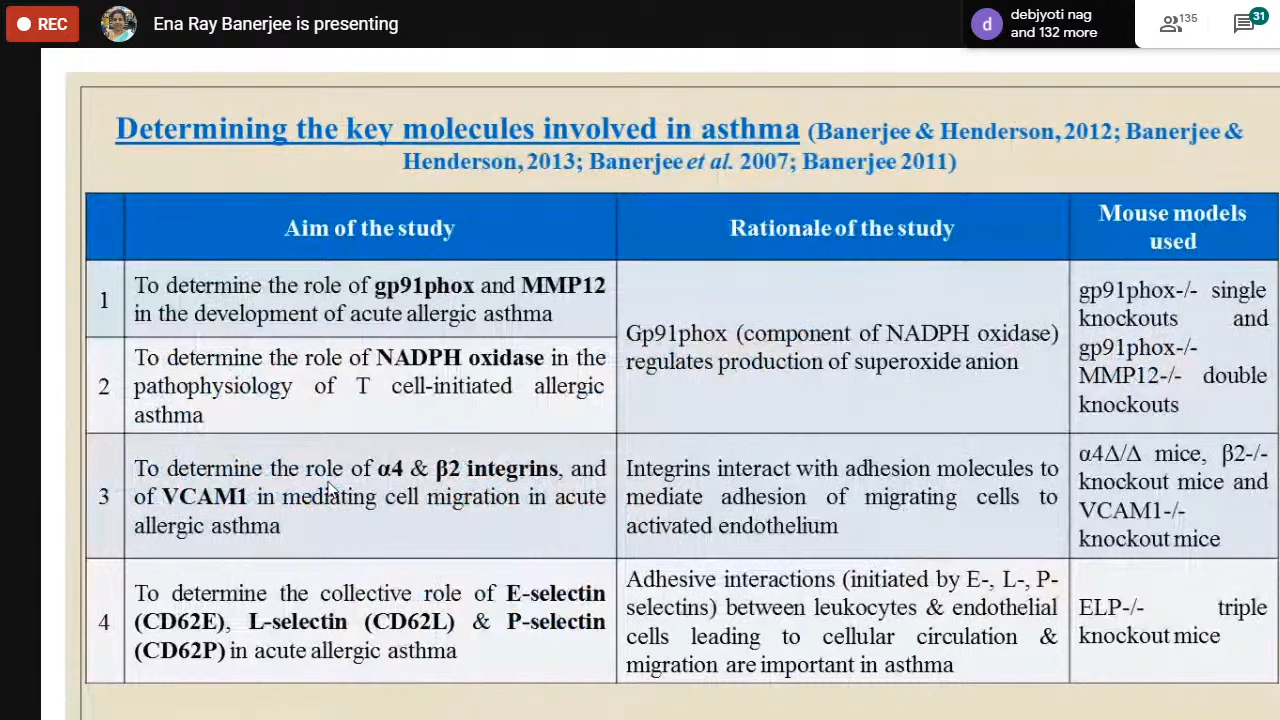 REC
Ena Ray Banerjee is presenting
d
debjyoti nag
and 132 more
135
31
Determining the key molecules involved in asthma (Banerjee & Henderson, 2012; Banerjee &
Henderson, 2013; Banerjee et al. 2007; Banerjee 2011)
Aim of the study
Rationale of the study
Mouse models
used
1
To determine the role of gp91phox and MMP12
in the development of acute allergic asthma
Gp91phox (component of NADPH oxidase)
regulates production of superoxide anion
gp91phox-/- single
knockouts and
gp91phox-/-
MMP12-/- double
knockouts
2
To determine the role of NADPH oxidase in the
pathophysiology of T cell-initiated allergic
asthma
3
To determine the role of α4 & β2 integrins, and
of VCAM1 in mediating cell migration in acute
allergic asthma
Integrins interact with adhesion molecules to
mediate adhesion of migrating cells to
activated endothelium
α4Δ/Δ mice, β2-/-
knockout mice and
VCAM1-/-
knockout mice
4
To determine the collective role of E-selectin
(CD62E), L-selectin (CD62L) & P-selectin
(CD62P) in acute allergic asthma
Adhesive interactions (initiated by E-, L-, P-
selectins) between leukocytes & endothelial
cells leading to cellular circulation &
migration are important in asthma
ELP-/- triple
knockout mice